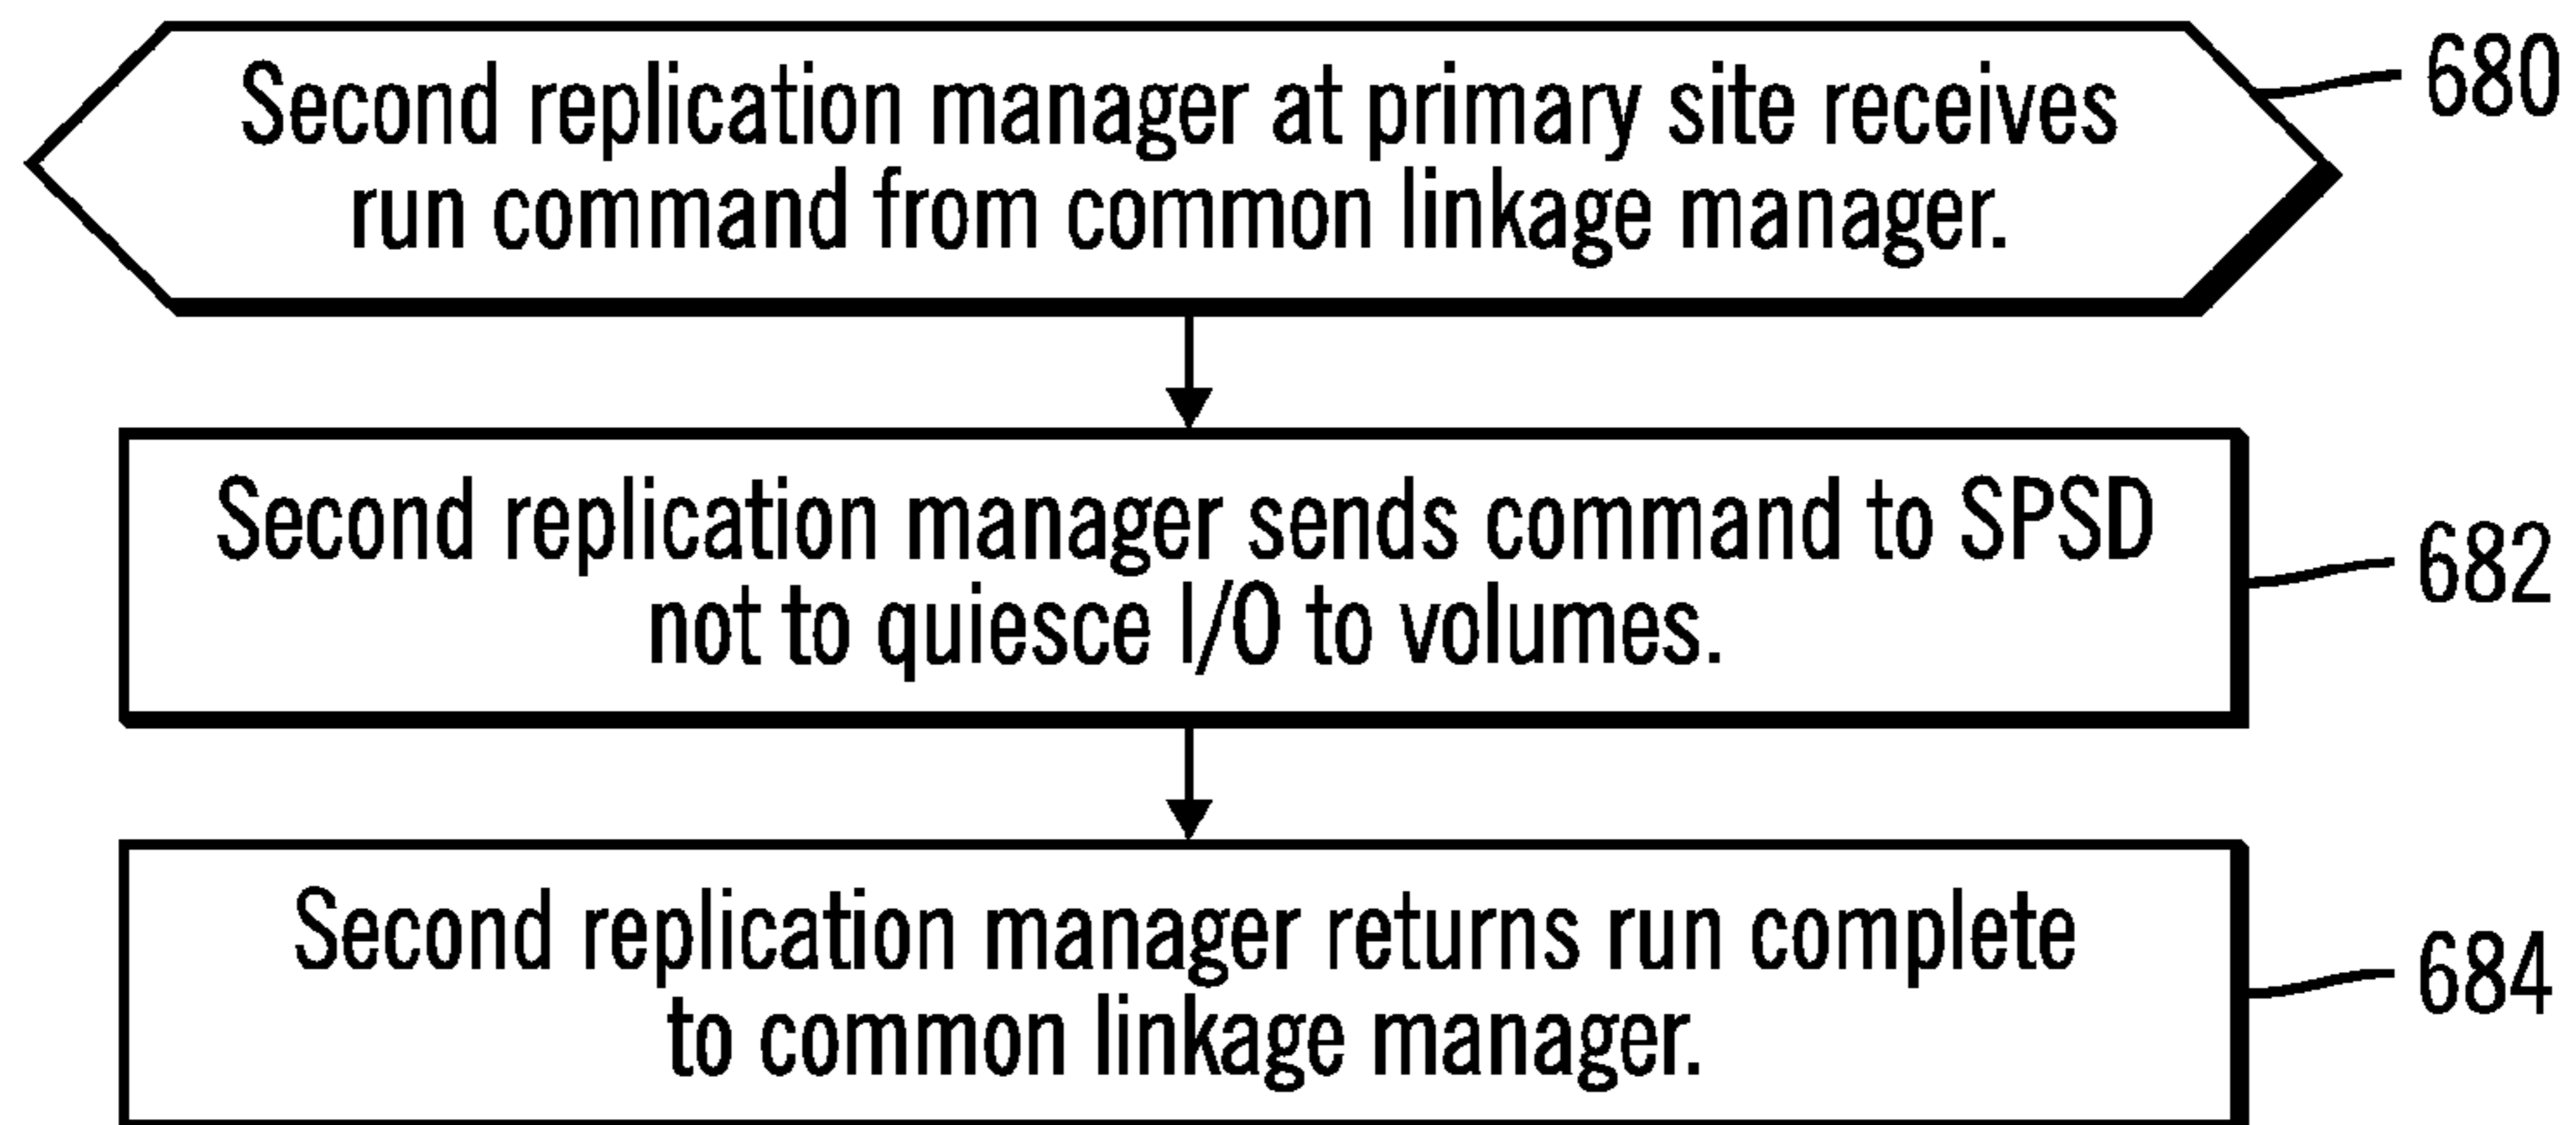 Second replication manager at primary site receives
run command from common linkage manager.
680
Second replication manager sends command to SPSD
not to quiesce I/O to volumes.
682
Second replication manager returns run complete
to common linkage manager.
684